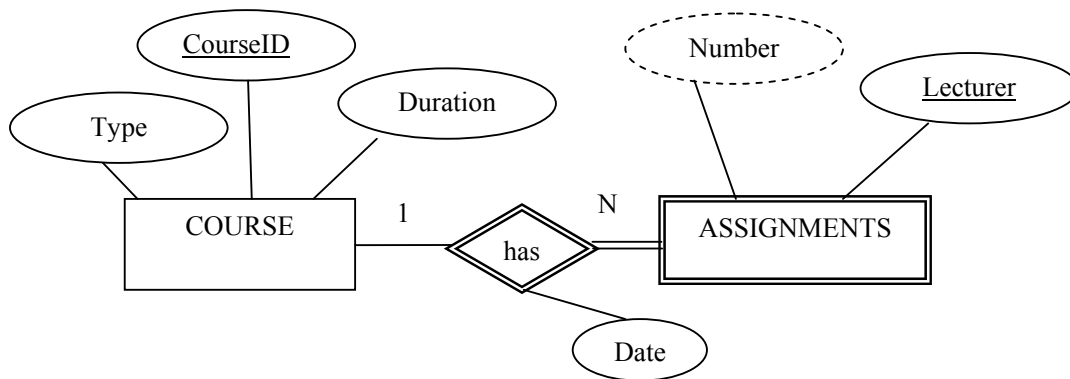 CourseID
Number
Duration
Lecturer
Type
COURSE
1
has
N
ASSIGNMENTS
Date